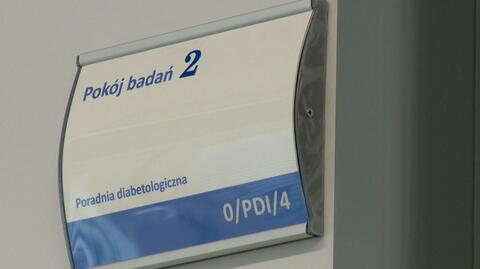 Pokój badań 2
Poradnia diabetologiczna
0/PDI/4